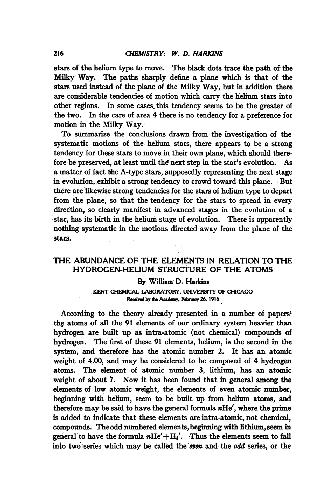 216 CHEMISTRY: W. D. HARKINS
stars of the helium type to move. The black dots trace the path of the
Milky Way. The paths sharply define a plane which is that of the
stars used instead of the plane of the Milky Way, but in addition there
are considerable tendencies of motion which carry the helium stars into
other regions. In some cases, this tendency seems to be the greater of
the two. In the case of area 4 there is no tendency for a preference for
motion in the Milky Way.
To summarize the conclusions drawn from the investigation of the
systematic motions of the helium stars, there appears to be a strong
tendency for these stars to move in their own plane, which should there-
fore be preserved, at least until the next step in the star's evolution. As
a matter of fact the A-type stars, supposedly representing the next stage
in evolution, exhibit a strong tendency to crowd toward this plane. But
there are likewise strong tendencies for the stars of helium type to depart
from the plane, so that the tendency for the stars to spread in every
direction, so clearly manifest in advanced stages in the evolution of a
star, has its birth in the helium stage of evolution. There is apparently
nothing systematic in the motions directed away from the plane of the
stars.
THE ABUNDANCE OF THE ELEMENTS IN RELATION TO THE
HYDROGEN-HELIUM STRUCTURE OF THE ATOMS
By William D. Harkins
KENT CHEMICAL LABORATORY, UNIVERSITY OF CHICAGO
Received by the Academy, February 26, 1916
According to the theory already presented in a number of papers¹
the atoms of all the 91 elements of our ordinary system heavier than
hydrogen are built up as intra-atomic (not chemical) compounds of
hydrogen. The first of these 91 elements, helium, is the second in the
system, and therefore has the atomic number 2. It has an atomic
weight of 4.00, and may be considered to be composed of 4 hydrogen
atoms. The element of atomic number 3, lithium, has an atomic
weight of about 7. Now it has been found that in general among the
elements of low atomic weight, the elements of even atomic number,
beginning with helium, seem to be built up from helium atoms, and
therefore may be said to have the general formula nHe′, where the prime
is added to indicate that these elements are intra-atomic, not chemical,
compounds. The odd numbered elements, beginning with lithium, seem in
general to have the formula nHe′+H₃′. Thus the elements seem to fall
into two series which may be called the even and the odd series, or the